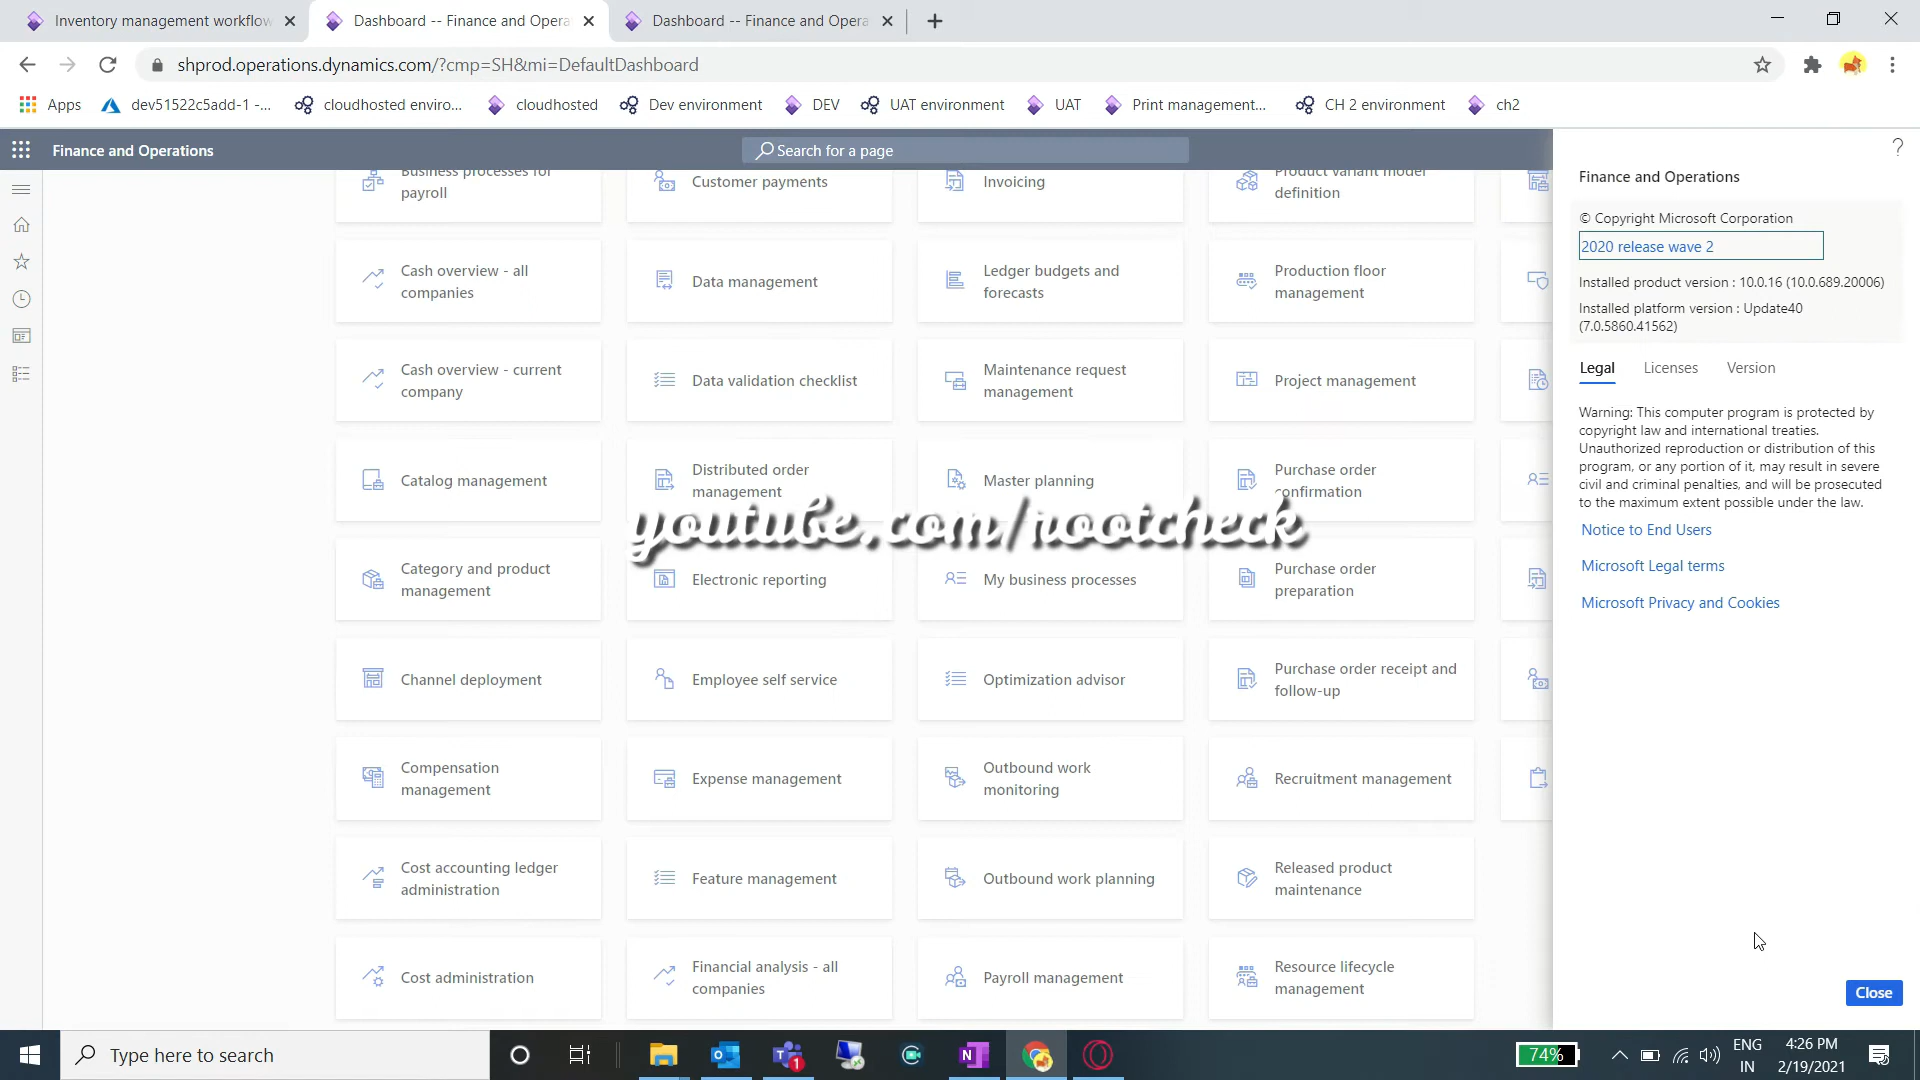 Inventory management workflow
Dashboard -- Finance and Opera
Dashboard -- Finance and Opera
shprod.operations.dynamics.com/?cmp=SH&mi=DefaultDashboard
Apps
dev51522c5add-1 -...
cloudhosted enviro...
cloudhosted
Dev environment
DEV
UAT environment
UAT
Print management...
CH 2 environment
ch2
Finance and Operations
Search for a page
?
Business processes for
payroll
Customer payments
Invoicing
Product variant model
definition
Cash overview - all
companies
Data management
Ledger budgets and
forecasts
Production floor
management
Cash overview - current
company
Data validation checklist
Maintenance request
management
Project management
Catalog management
Distributed order
management
Master planning
Purchase order
confirmation
youtube.com/rootcheck
Category and product
management
Electronic reporting
My business processes
Purchase order
preparation
Channel deployment
Employee self service
Optimization advisor
Purchase order receipt and
follow-up
Compensation
management
Expense management
Outbound work
monitoring
Recruitment management
Cost accounting ledger
administration
Feature management
Outbound work planning
Released product
maintenance
Cost administration
Financial analysis - all
companies
Payroll management
Resource lifecycle
management
Finance and Operations
© Copyright Microsoft Corporation
2020 release wave 2
Installed product version : 10.0.16 (10.0.689.20006)
Installed platform version : Update40
(7.0.5860.41562)
Legal
Licenses
Version
Warning: This computer program is protected by
copyright law and international treaties.
Unauthorized reproduction or distribution of this
program, or any portion of it, may result in severe
civil and criminal penalties, and will be prosecuted
to the maximum extent possible under the law.
Notice to End Users
Microsoft Legal terms
Microsoft Privacy and Cookies
Close
Type here to search
1
74%
ENG
IN
4:26 PM
2/19/2021